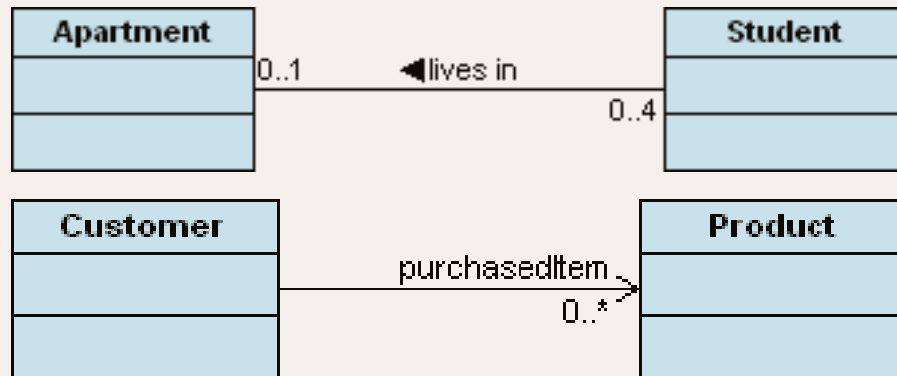 Apartment
Student
0..1
◄lives in
0..4
Customer
Product
purchasedItem
0..*